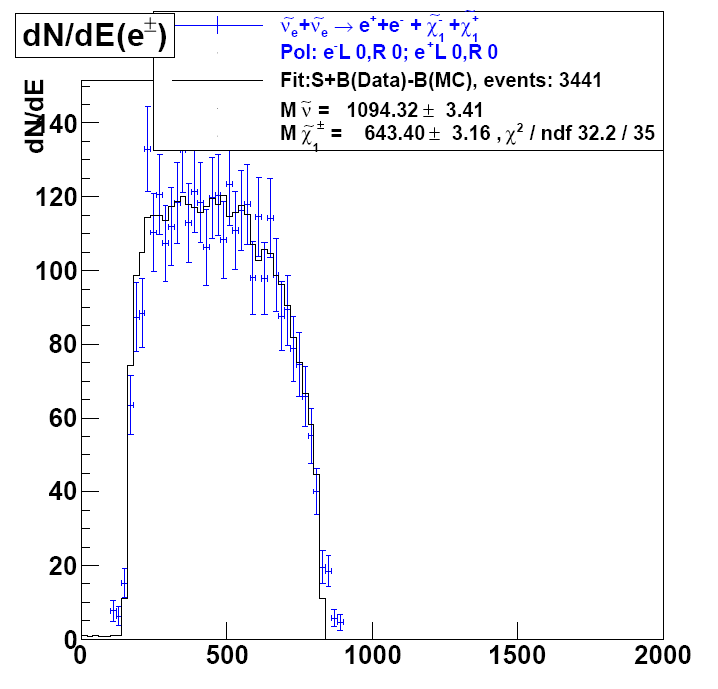 dN/dE(e±)
ν̃e+ν̃e → e⁺+e⁻ + χ̃₁⁻+χ̃₁⁺
Pol: e⁻L 0,R 0; e⁺L 0,R 0
Fit:S+B(Data)-B(MC), events: 3441
M ν̃ = 1094.32 ± 3.41
M χ̃₁± = 643.40 ± 3.16 , χ² / ndf 32.2 / 35
dN/dE
140
120
100
80
60
40
20
0
0 500 1000 1500 2000